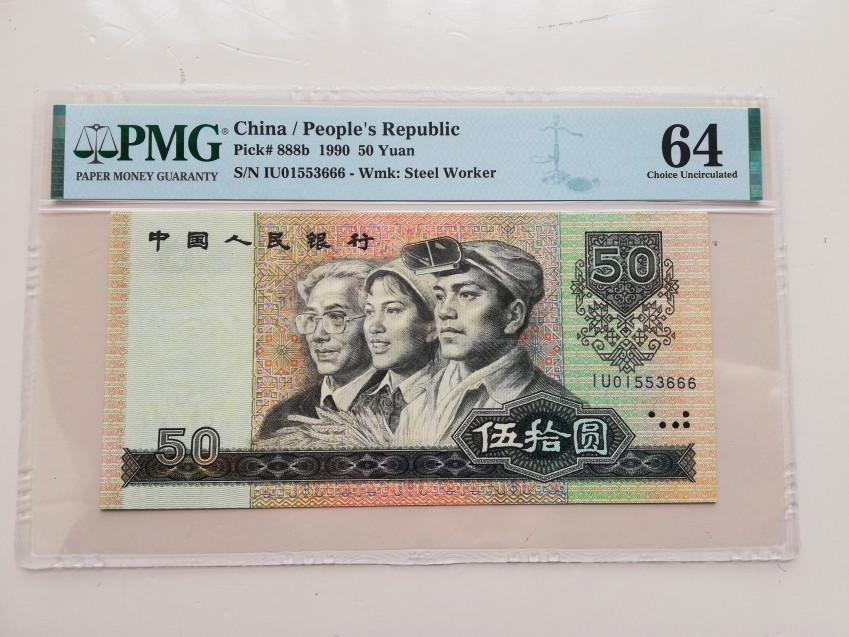 PMG®
PAPER MONEY GUARANTY
China / People's Republic
Pick# 888b 1990 50 Yuan
S/N IU01553666 - Wmk: Steel Worker
64
Choice Uncirculated
中国人民银行
50
IU01553666
50
伍拾圆